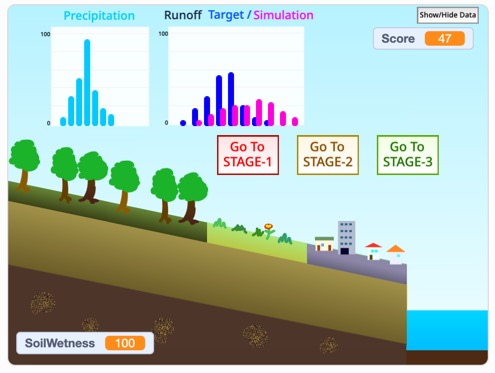 Precipitation
Runoff Target / Simulation
Show/Hide Data
100
100
Score 47
0
0
Go To
STAGE-1
Go To
STAGE-2
Go To
STAGE-3
SoilWetness 100